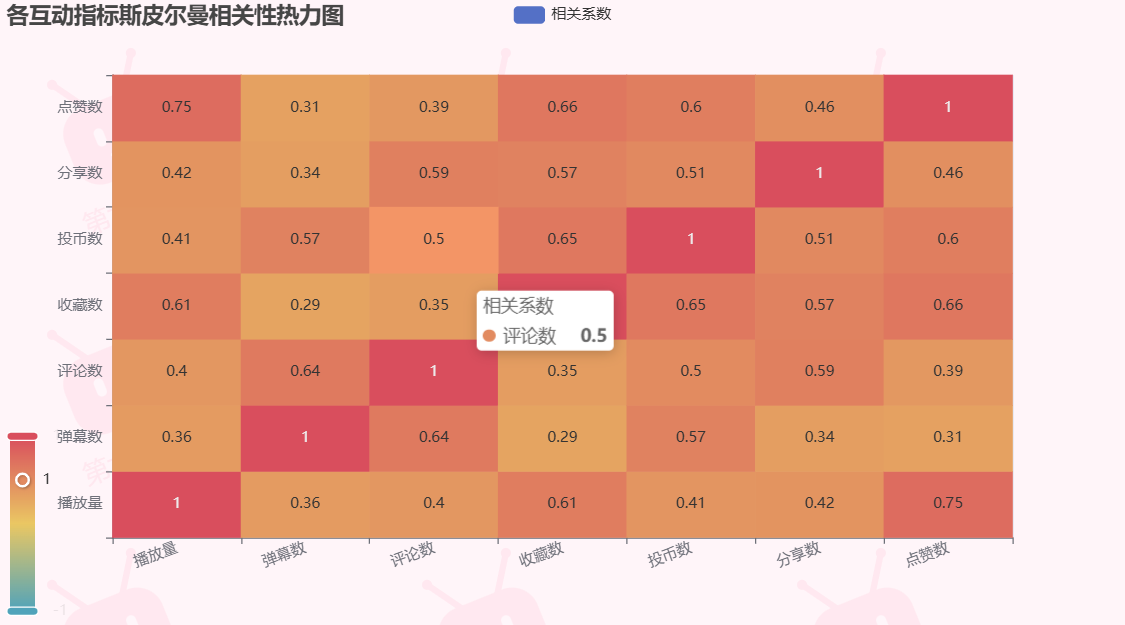 各互动指标斯皮尔曼相关性热力图
相关系数
点赞数 0.75 0.31 0.39 0.66 0.6 0.46 1
分享数 0.42 0.34 0.59 0.57 0.51 1 0.46
投币数 0.41 0.57 0.5 0.65 1 0.51 0.6
收藏数 0.61 0.29 0.35 0.65 0.57 0.66
相关系数
评论数 0.5
评论数 0.4 0.64 1 0.35 0.5 0.59 0.39
弹幕数 0.36 1 0.64 0.29 0.57 0.34 0.31
1
播放量 1 0.36 0.4 0.61 0.41 0.42 0.75
播放量 弹幕数 评论数 收藏数 投币数 分享数 点赞数
-1